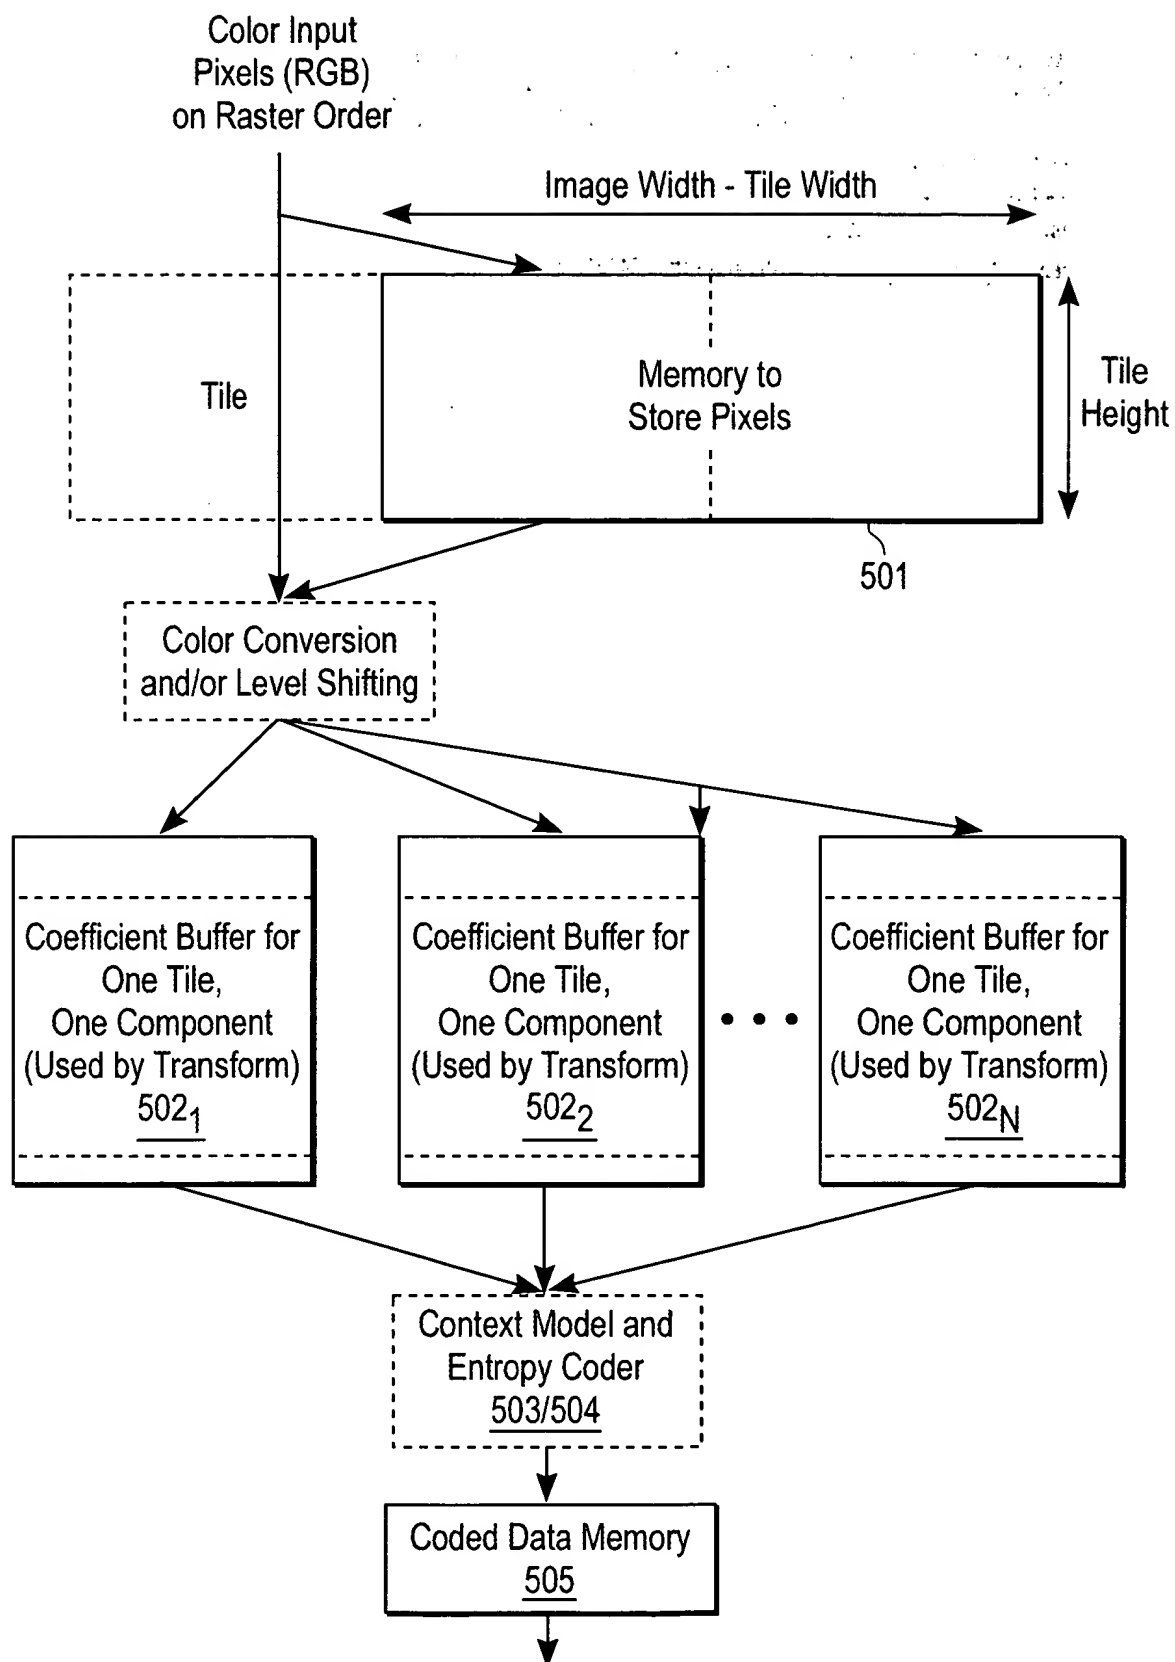 Color Input
Pixels (RGB)
on Raster Order
Image Width - Tile Width
Tile
Memory to
Store Pixels
Tile
Height
501
Color Conversion
and/or Level Shifting
Coefficient Buffer for
One Tile,
One Component
(Used by Transform)
502₁
Coefficient Buffer for
One Tile,
One Component
(Used by Transform)
502₂
Coefficient Buffer for
One Tile,
One Component
(Used by Transform)
502N
Context Model and
Entropy Coder
503/504
Coded Data Memory
505